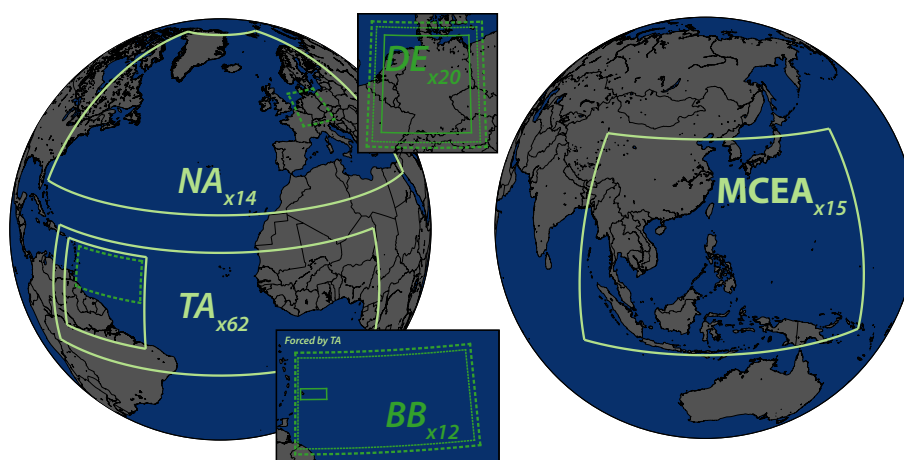 DE x20
NA x14
MCEA x15
TA x62
Forced by TA
BB x12